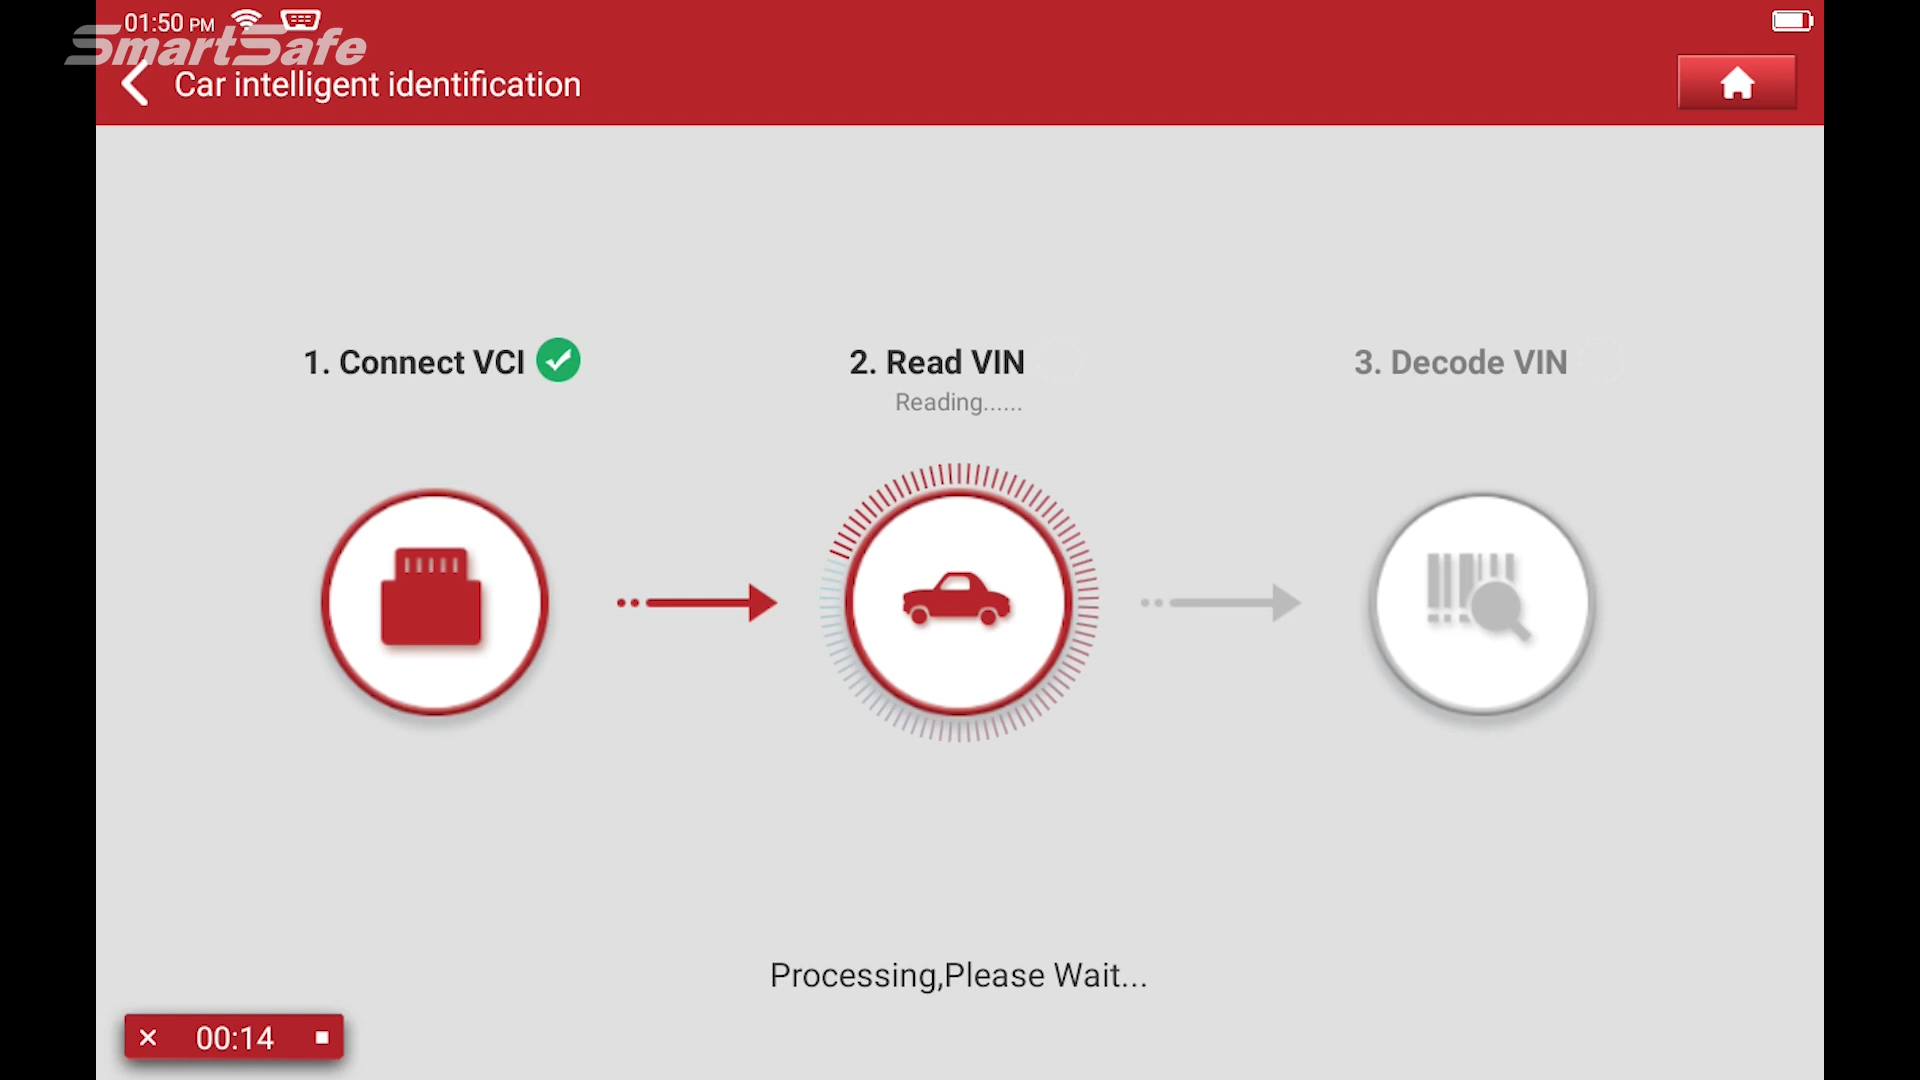 01:50 PM
SmartSafe
Car intelligent identification
1. Connect VCI
2. Read VIN
Reading......
3. Decode VIN
Processing,Please Wait...
00:14